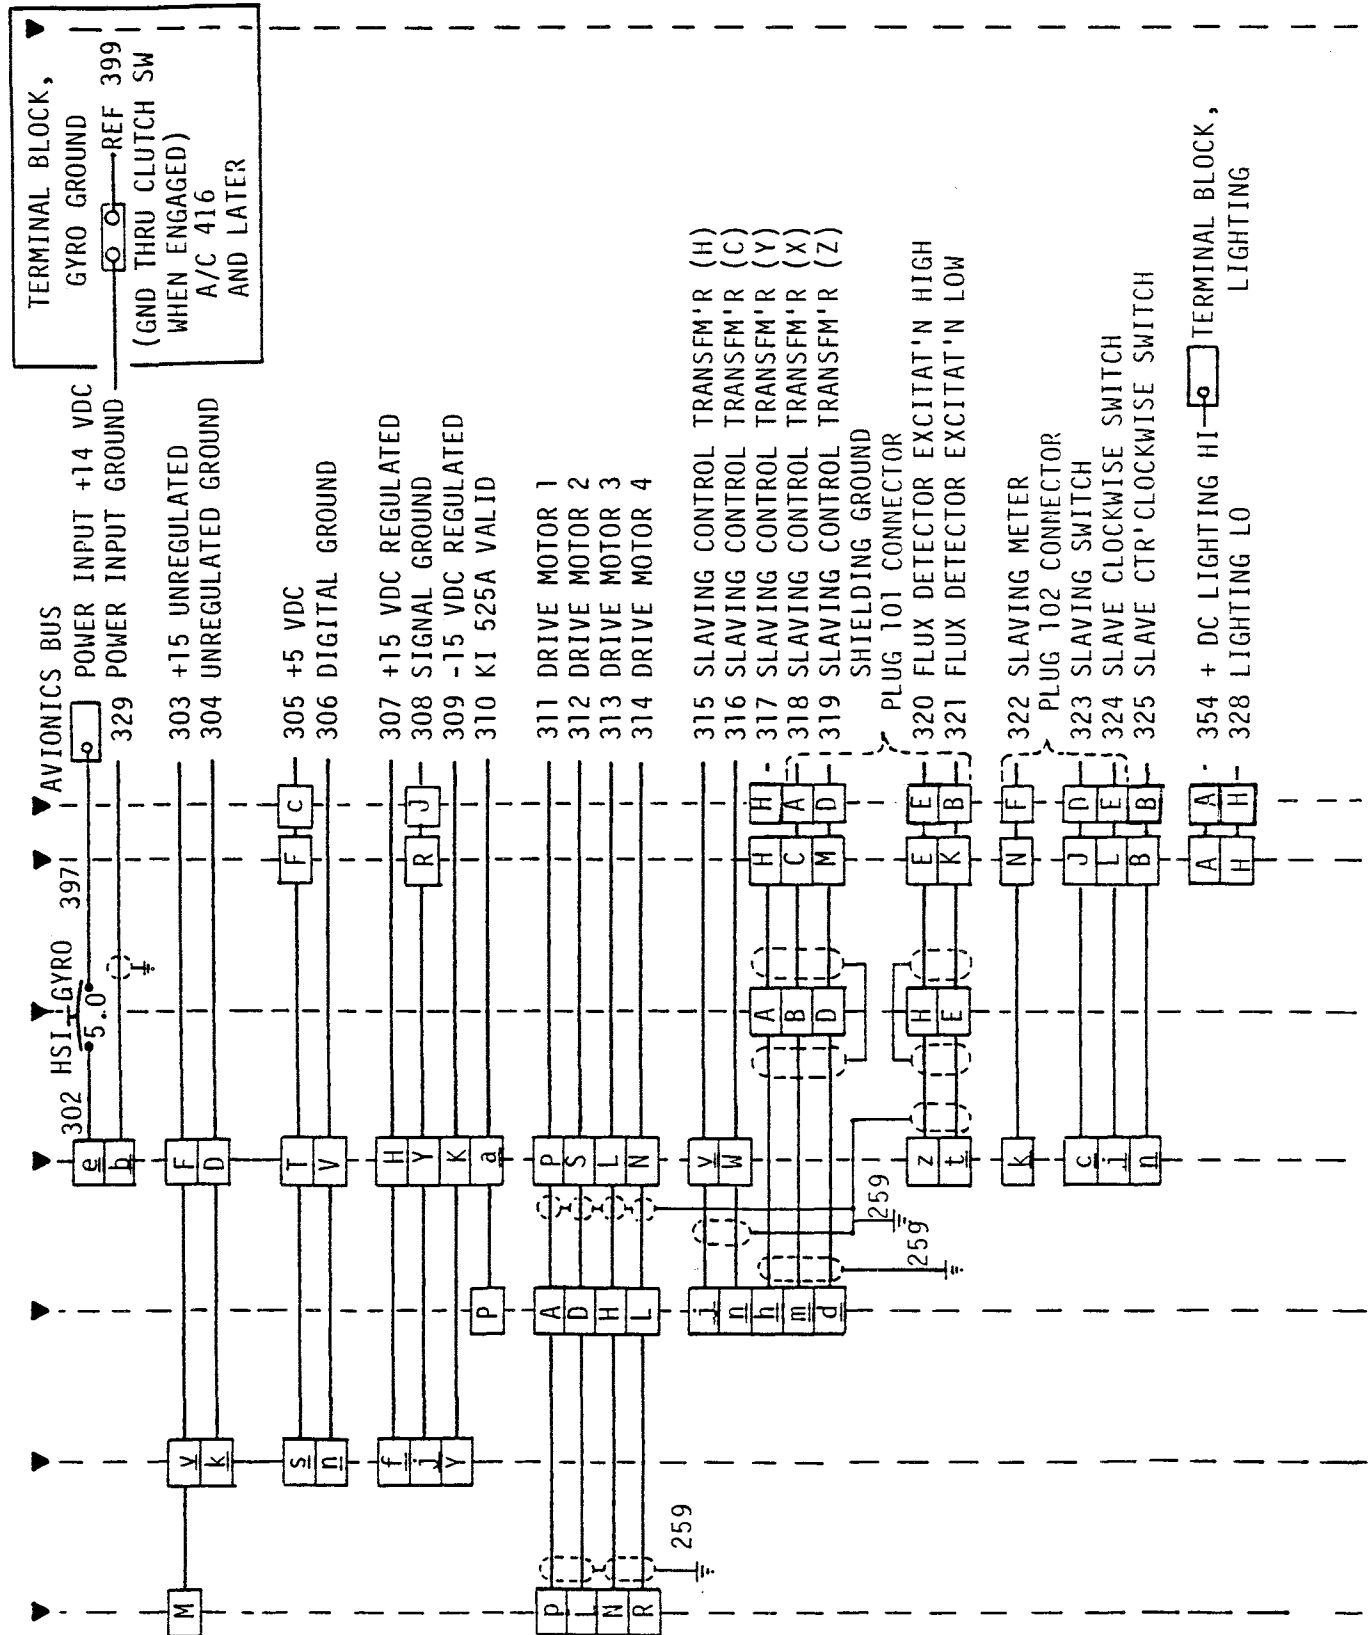 TERMINAL BLOCK,
GYRO GROUND
REF 399
(GND THRU CLUTCH SW
WHEN ENGAGED)
A/C 416
AND LATER
AVIONICS BUS
302 HSI GYRO 397
5.0
POWER INPUT +14 VDC
329 POWER INPUT GROUND
303 +15 UNREGULATED
304 UNREGULATED GROUND
305 +5 VDC
306 DIGITAL GROUND
307 +15 VDC REGULATED
308 SIGNAL GROUND
309 -15 VDC REGULATED
310 KI 525A VALID
311 DRIVE MOTOR 1
312 DRIVE MOTOR 2
313 DRIVE MOTOR 3
314 DRIVE MOTOR 4
315 SLAVING CONTROL TRANSFM'R (H)
316 SLAVING CONTROL TRANSFM'R (C)
317 SLAVING CONTROL TRANSFM'R (Y)
318 SLAVING CONTROL TRANSFM'R (X)
319 SLAVING CONTROL TRANSFM'R (Z)
SHIELDING GROUND
PLUG 101 CONNECTOR
320 FLUX DETECTOR EXCITAT'N HIGH
321 FLUX DETECTOR EXCITAT'N LOW
322 SLAVING METER
PLUG 102 CONNECTOR
323 SLAVING SWITCH
324 SLAVE CLOCKWISE SWITCH
325 SLAVE CTR'CLOCKWISE SWITCH
354 + DC LIGHTING HI
TERMINAL BLOCK,
LIGHTING
328 LIGHTING LO
c
J
H
A
D
E
B
F
D
E
B
A
H
F
R
H
C
M
E
K
N
J
L
B
A
H
A
B
D
H
E
e
b
F
D
T
V
H
Y
K
a
P
S
L
N
v
W
z
t
k
c
i
n
259
259
P
A
D
H
L
j
n
h
m
d
v
k
s
n
f
j
Y
259
M
P
L
N
R